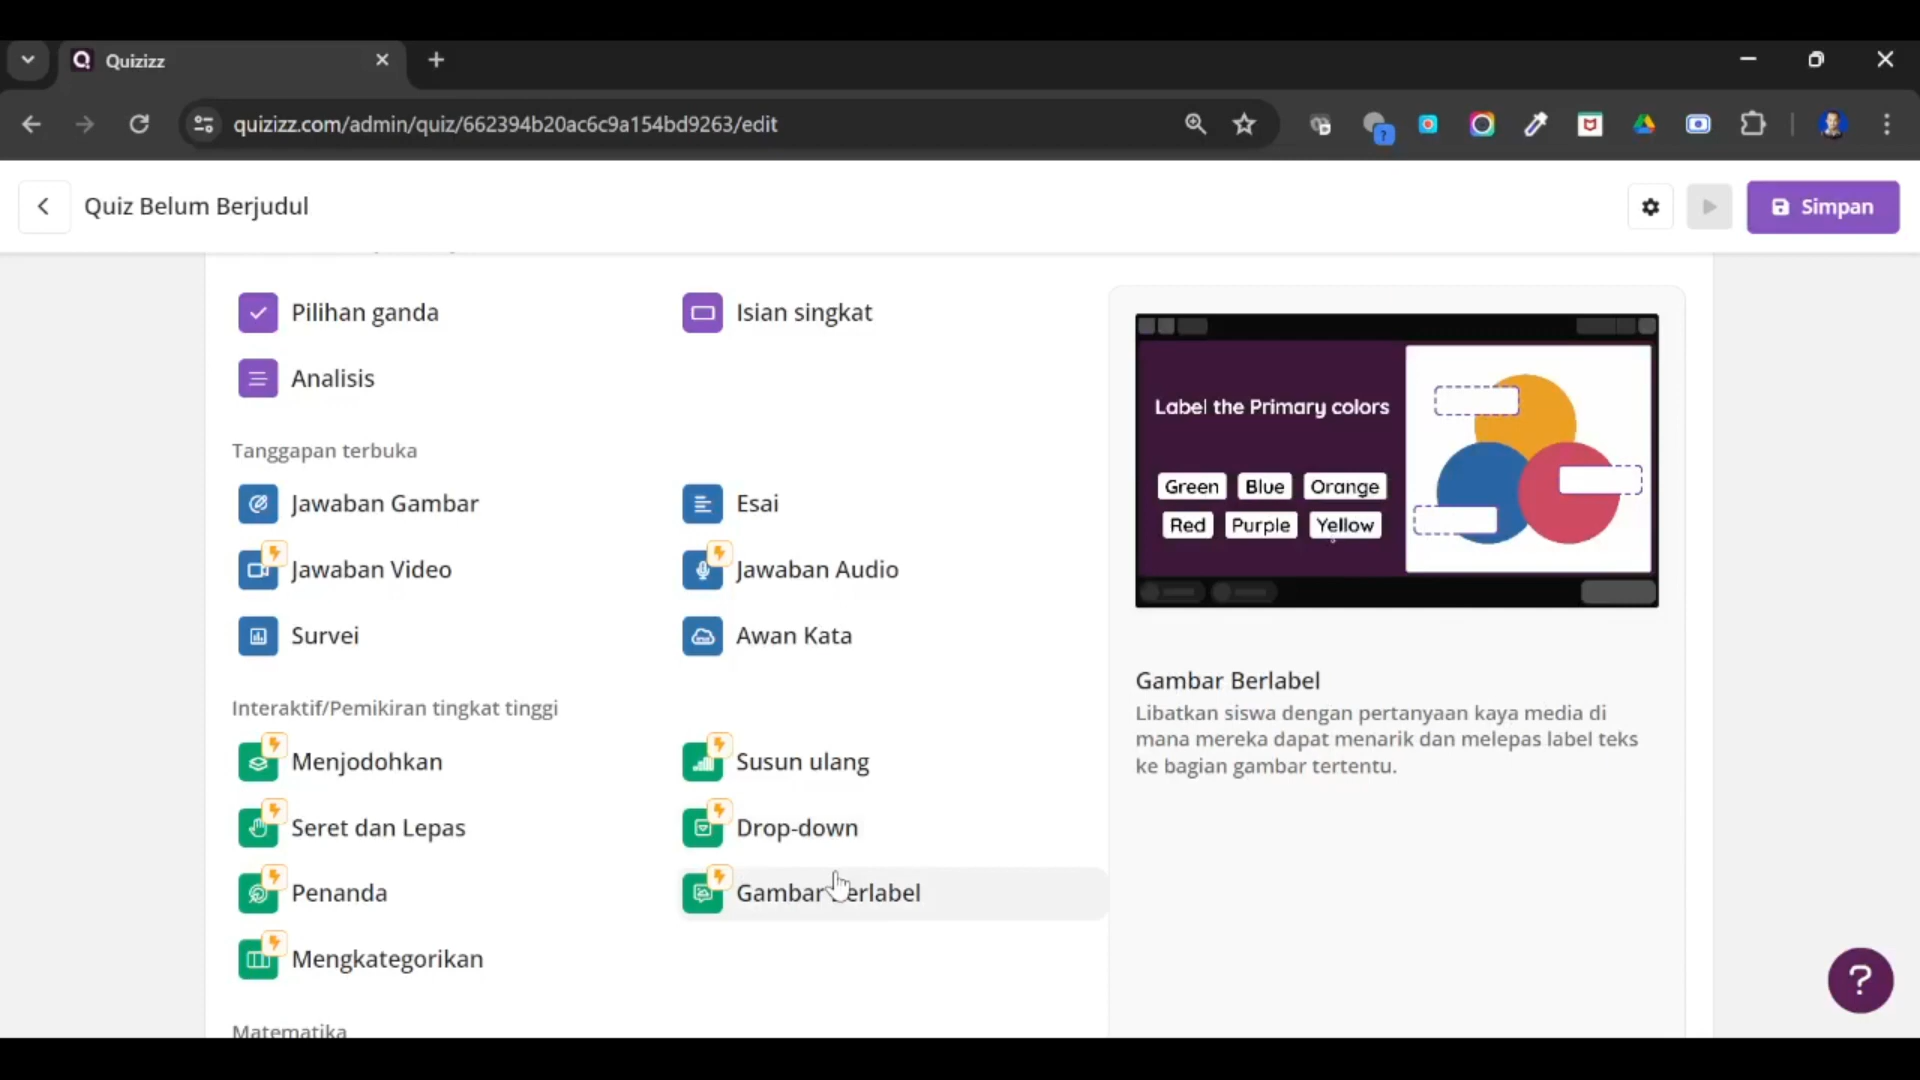 Quizizz
quizizz.com/admin/quiz/662394b20ac6c9a154bd9263/edit
Quiz Belum Berjudul
Simpan
Pilihan ganda
Isian singkat
Analisis
Tanggapan terbuka
Jawaban Gambar
Esai
Jawaban Video
Jawaban Audio
Survei
Awan Kata
Interaktif/Pemikiran tingkat tinggi
Menjodohkan
Susun ulang
Seret dan Lepas
Drop-down
Penanda
Gambar Berlabel
Mengkategorikan
Matematika
Label the Primary colors
Green Blue Orange
Red Purple Yellow
Gambar Berlabel
Libatkan siswa dengan pertanyaan kaya media di
mana mereka dapat menarik dan melepas label teks
ke bagian gambar tertentu.
?